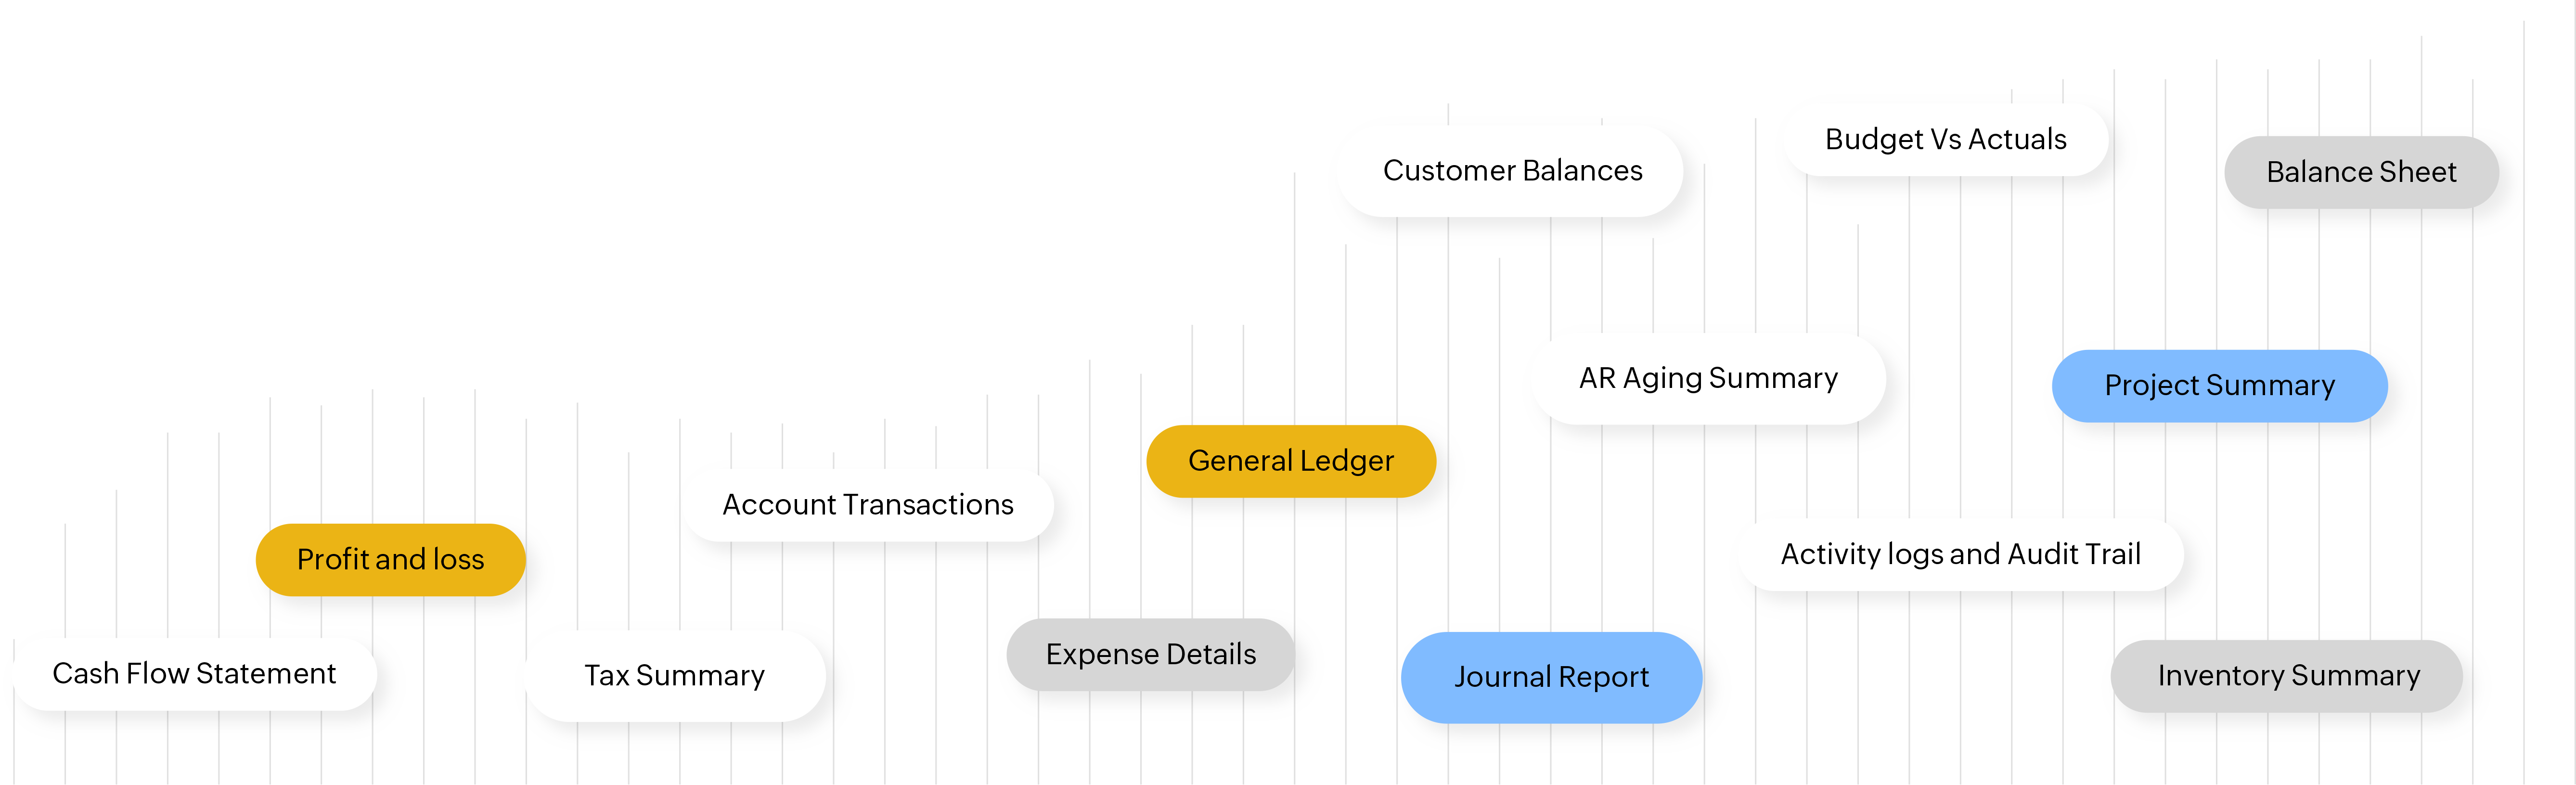 Budget Vs Actuals
Customer Balances
Balance Sheet
AR Aging Summary
Project Summary
General Ledger
Account Transactions
Activity logs and Audit Trail
Profit and loss
Expense Details
Cash Flow Statement
Tax Summary
Journal Report
Inventory Summary